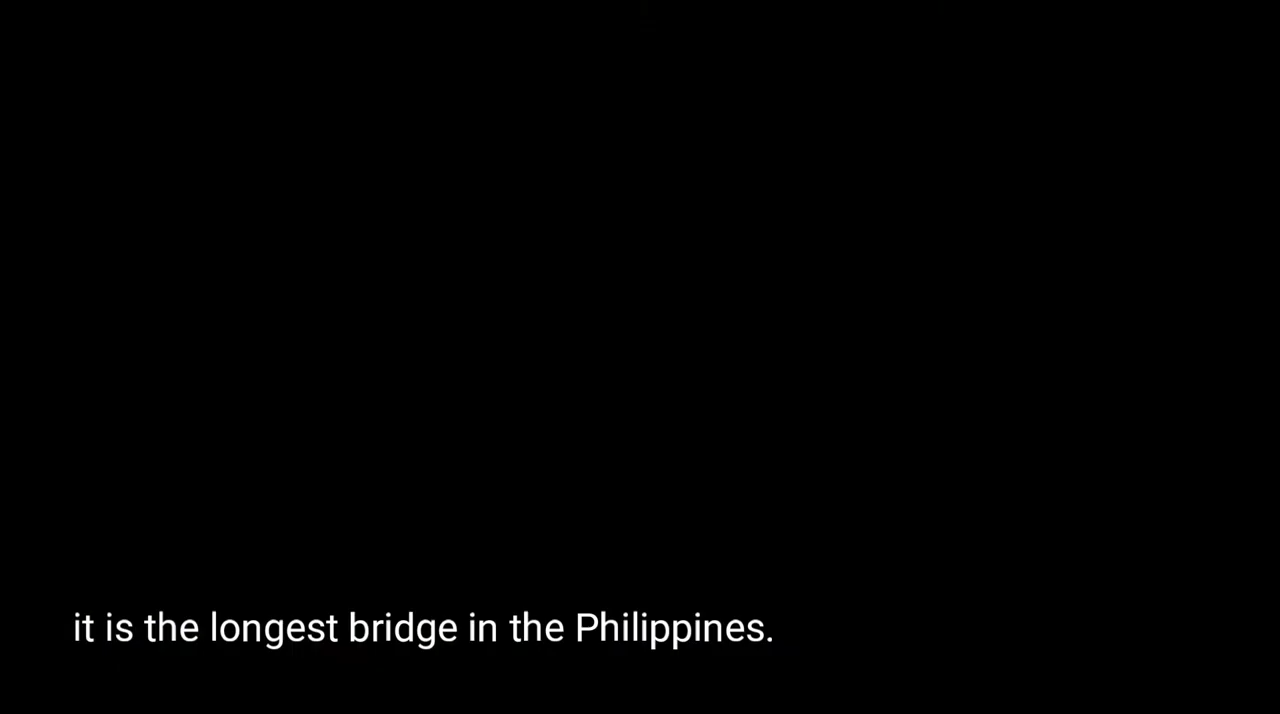 it is the longest bridge in the Philippines.